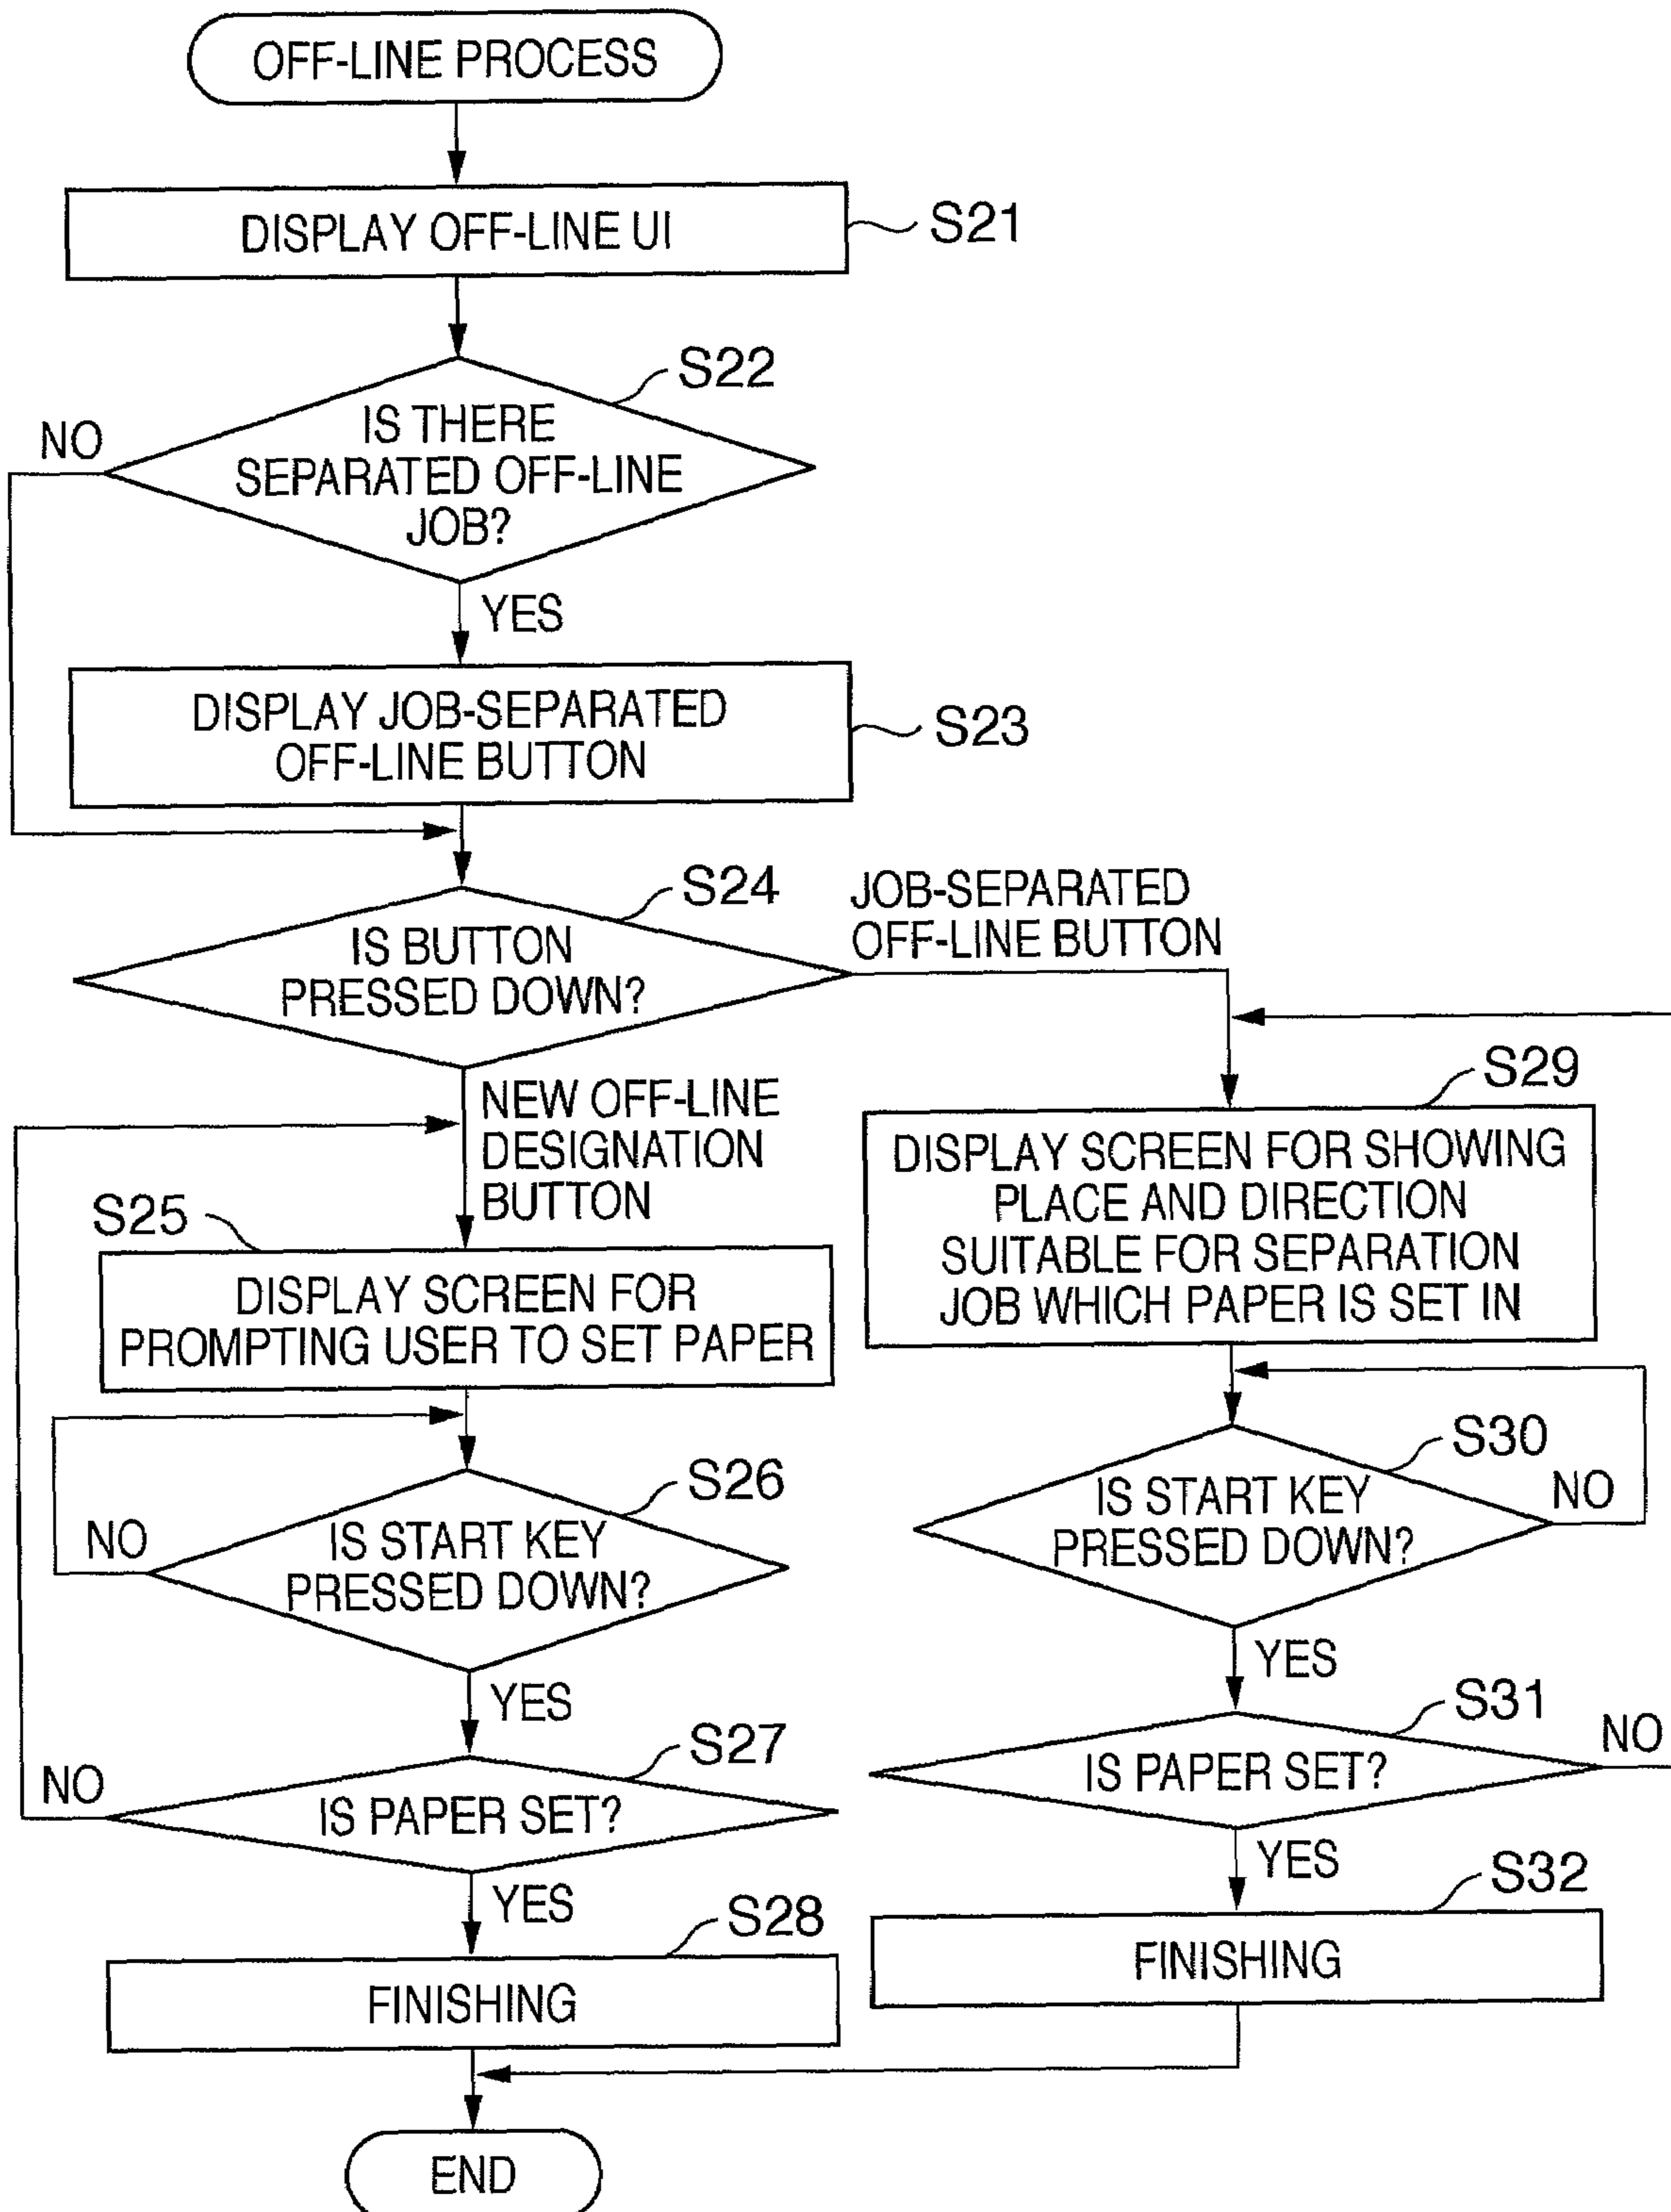 OFF-LINE PROCESS
DISPLAY OFF-LINE UI
S21
S22
IS THERE
SEPARATED OFF-LINE
JOB?
NO
YES
DISPLAY JOB-SEPARATED
OFF-LINE BUTTON
S23
S24
IS BUTTON
PRESSED DOWN?
JOB-SEPARATED
OFF-LINE BUTTON
NEW OFF-LINE
DESIGNATION
BUTTON
S25
DISPLAY SCREEN FOR
PROMPTING USER TO SET PAPER
S26
NO
IS START KEY
PRESSED DOWN?
YES
S27
NO
IS PAPER SET?
YES
S28
FINISHING
S29
DISPLAY SCREEN FOR SHOWING
PLACE AND DIRECTION
SUITABLE FOR SEPARATION
JOB WHICH PAPER IS SET IN
S30
IS START KEY
PRESSED DOWN?
NO
YES
S31
IS PAPER SET?
NO
YES
S32
FINISHING
END